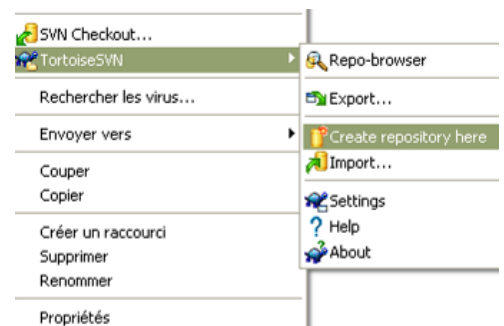 SVN Checkout...
TortoiseSVN
Rechercher les virus...
Envoyer vers
Couper
Copier
Créer un raccourci
Supprimer
Renommer
Propriétés
Repo-browser
Export...
Create repository here
Import...
Settings
Help
About